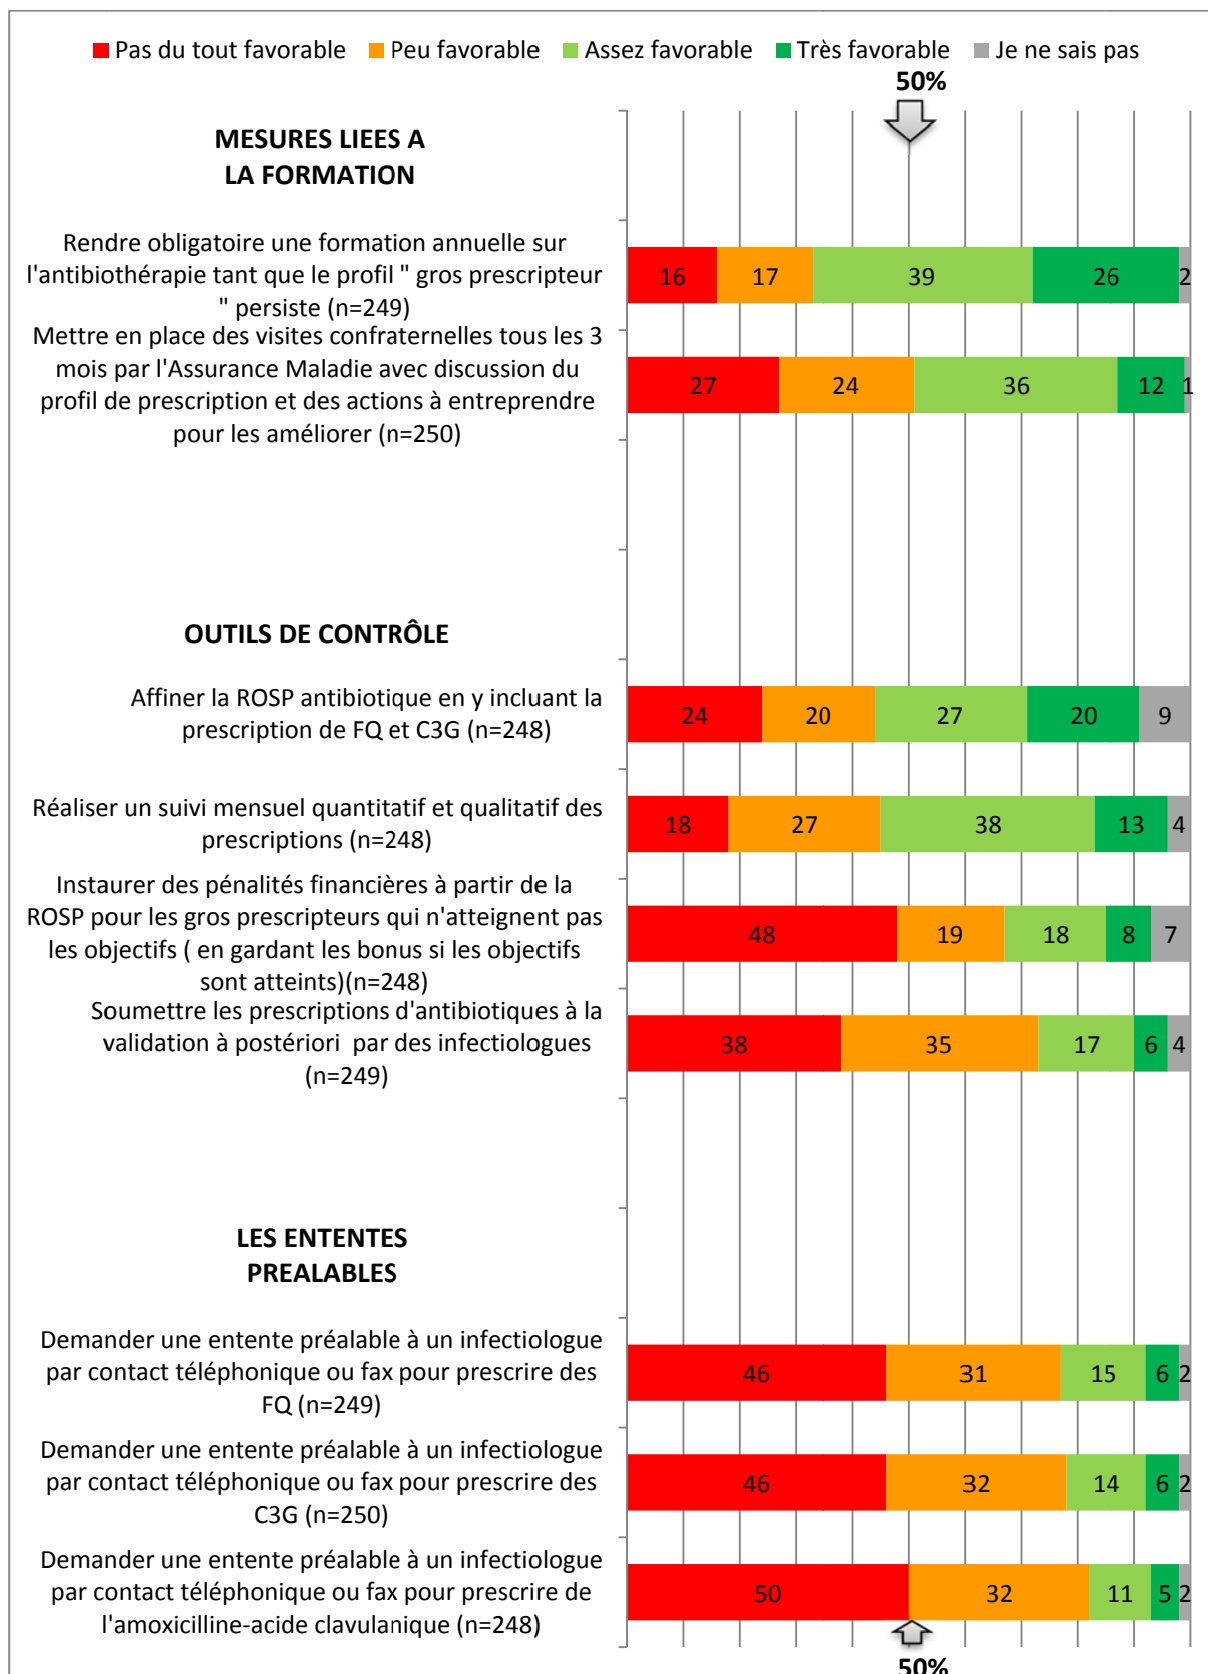 Pas du tout favorable Peu favorable Assez favorable Très favorable Je ne sais pas
50%
MESURES LIEES A
LA FORMATION
Rendre obligatoire une formation annuelle sur
l'antibiothérapie tant que le profil " gros prescripteur
" persiste (n=249)
16 17 39 26 2
Mettre en place des visites confraternelles tous les 3
mois par l'Assurance Maladie avec discussion du
profil de prescription et des actions à entreprendre
pour les améliorer (n=250)
27 24 36 12 1
OUTILS DE CONTRÔLE
Affiner la ROSP antibiotique en y incluant la
prescription de FQ et C3G (n=248)
24 20 27 20 9
Réaliser un suivi mensuel quantitatif et qualitatif des
prescriptions (n=248)
18 27 38 13 4
Instaurer des pénalités financières à partir de la
ROSP pour les gros prescripteurs qui n'atteignent pas
les objectifs ( en gardant les bonus si les objectifs
sont atteints)(n=248)
48 19 18 8 7
Soumettre les prescriptions d'antibiotiques à la
validation à postériori par des infectiologues
(n=249)
38 35 17 6 4
LES ENTENTES
PREALABLES
Demander une entente préalable à un infectiologue
par contact téléphonique ou fax pour prescrire des
FQ (n=249)
46 31 15 6 2
Demander une entente préalable à un infectiologue
par contact téléphonique ou fax pour prescrire des
C3G (n=250)
46 32 14 6 2
Demander une entente préalable à un infectiologue
par contact téléphonique ou fax pour prescrire de
l'amoxicilline-acide clavulanique (n=248)
50 32 11 5 2
50%